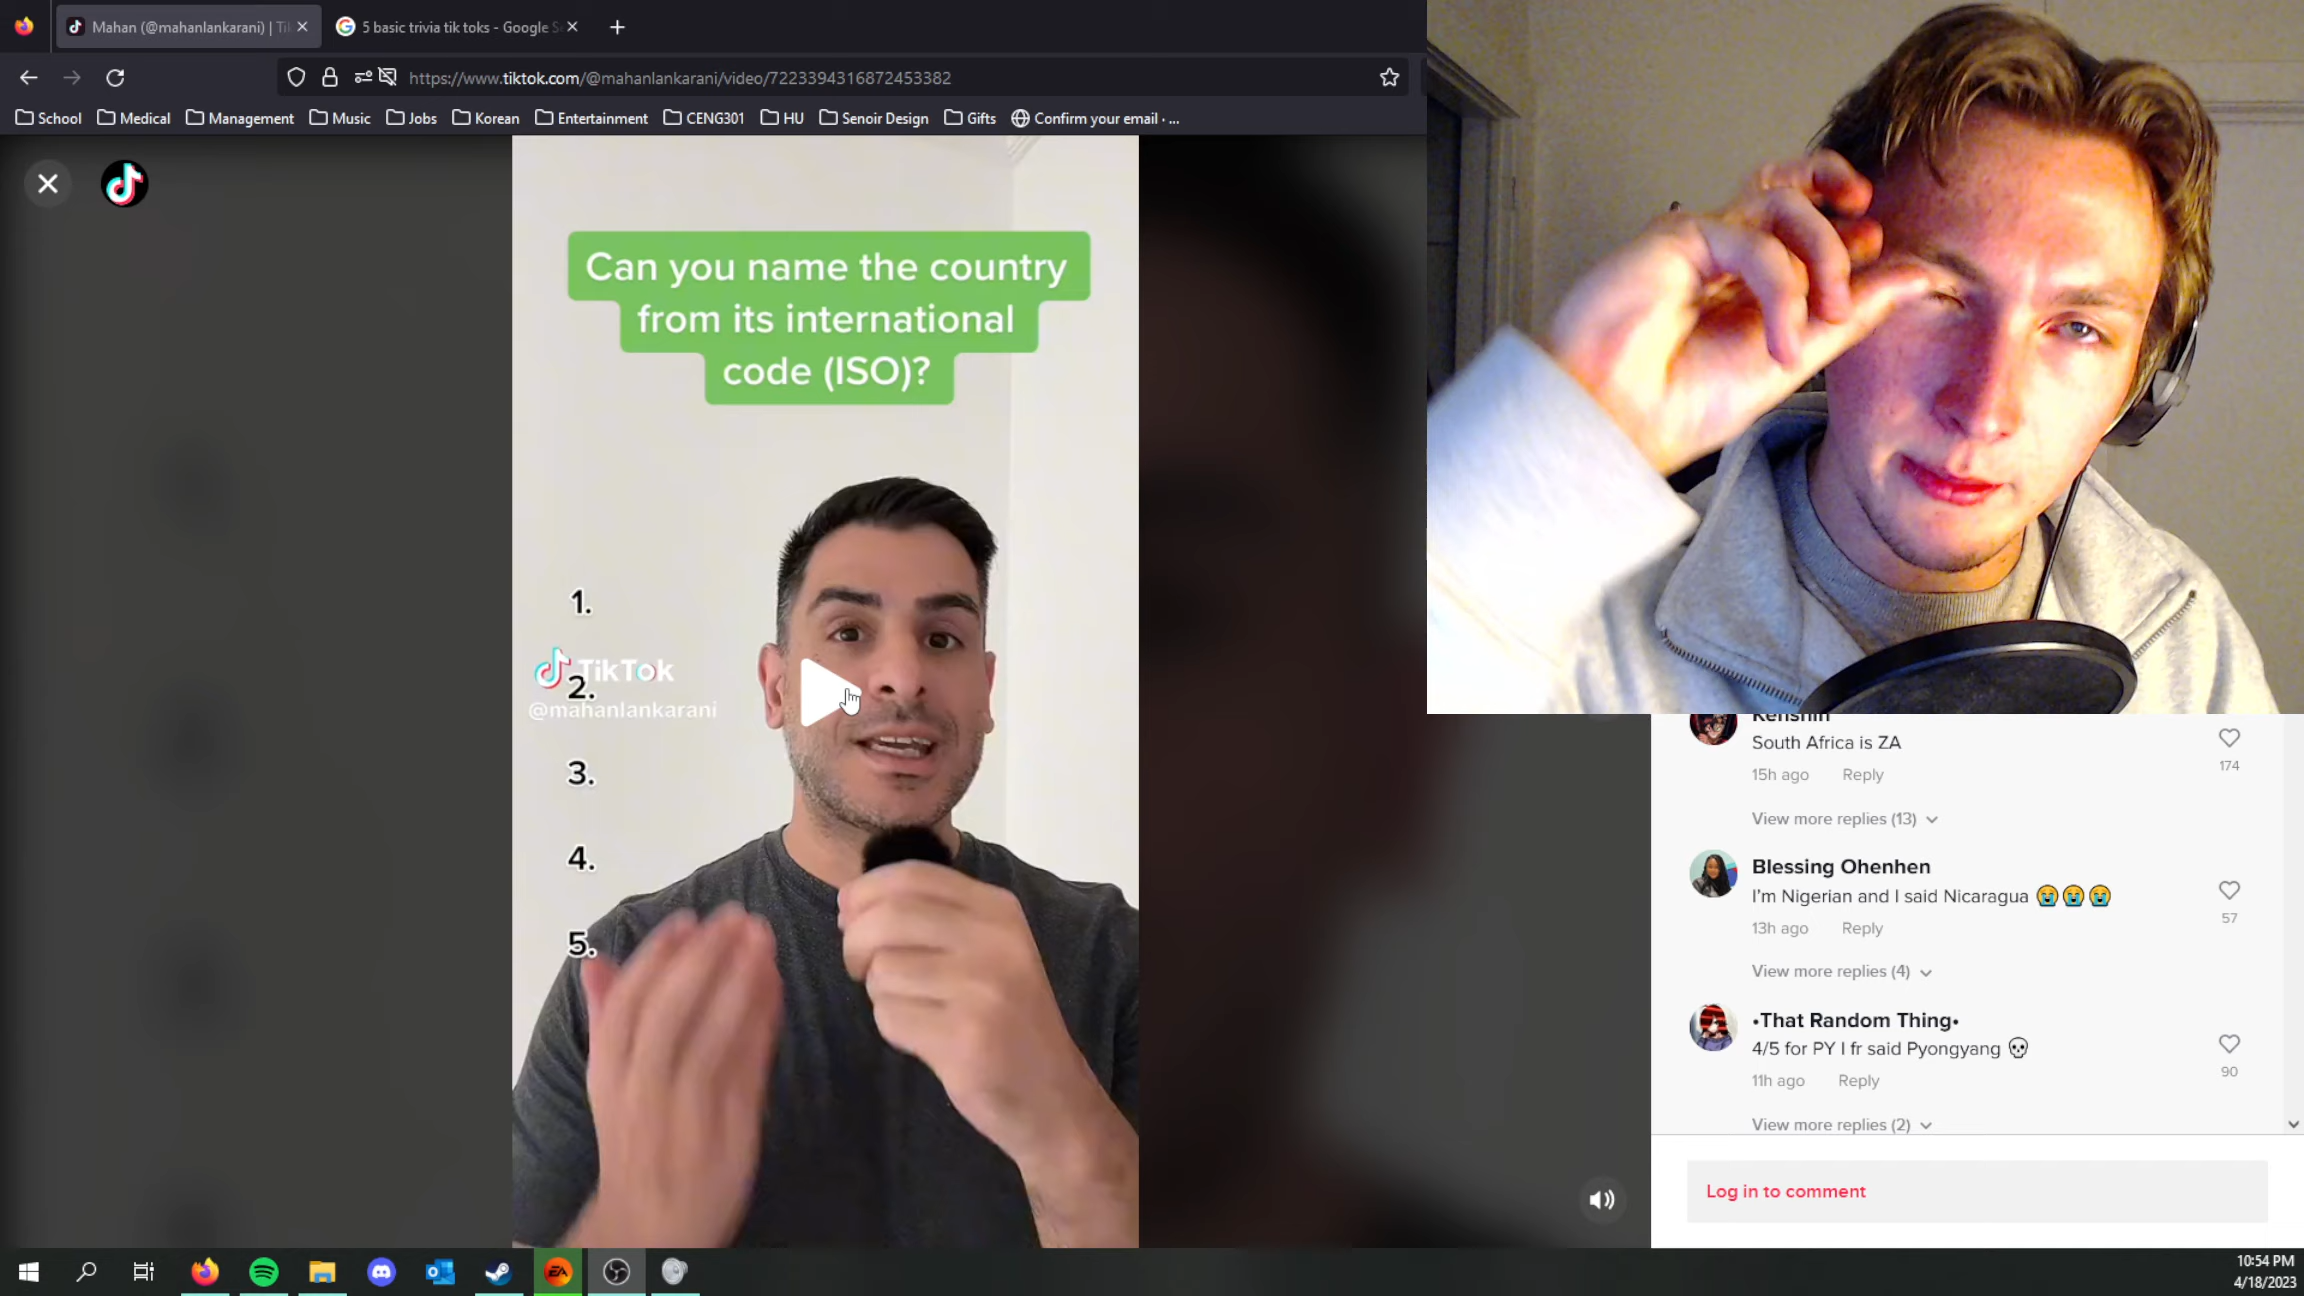 Mahan (@mahanlankarani) | Ti
5 basic trivia tik toks - Google S
https://www.tiktok.com/@mahanlankarani/video/7223394316872453382
School
Medical
Management
Music
Jobs
Korean
Entertainment
CENG301
HU
Senoir Design
Gifts
Confirm your email · ...
Can you name the country
from its international
code (ISO)?
1.
TikTok
2.
@mahanlankarani
3.
4.
5.
Kenshin
South Africa is ZA
15h ago Reply
174
View more replies (13)
Blessing Ohenhen
I'm Nigerian and I said Nicaragua 😭😭😭
13h ago Reply
57
View more replies (4)
•That Random Thing•
4/5 for PY I fr said Pyongyang 💀
11h ago Reply
90
View more replies (2)
Log in to comment
EA
10:54 PM
4/18/2023